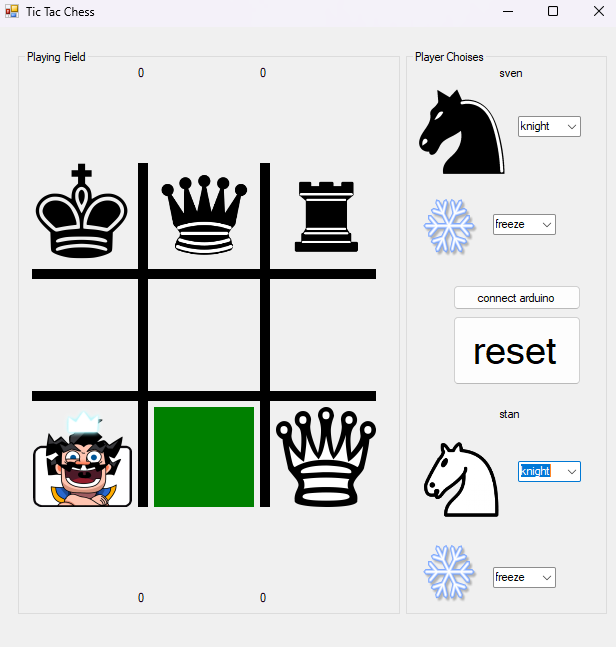 Tic Tac Chess
Playing Field
0 0
0 0
Player Choises
sven
knight
freeze
connect arduino
reset
stan
knight
freeze